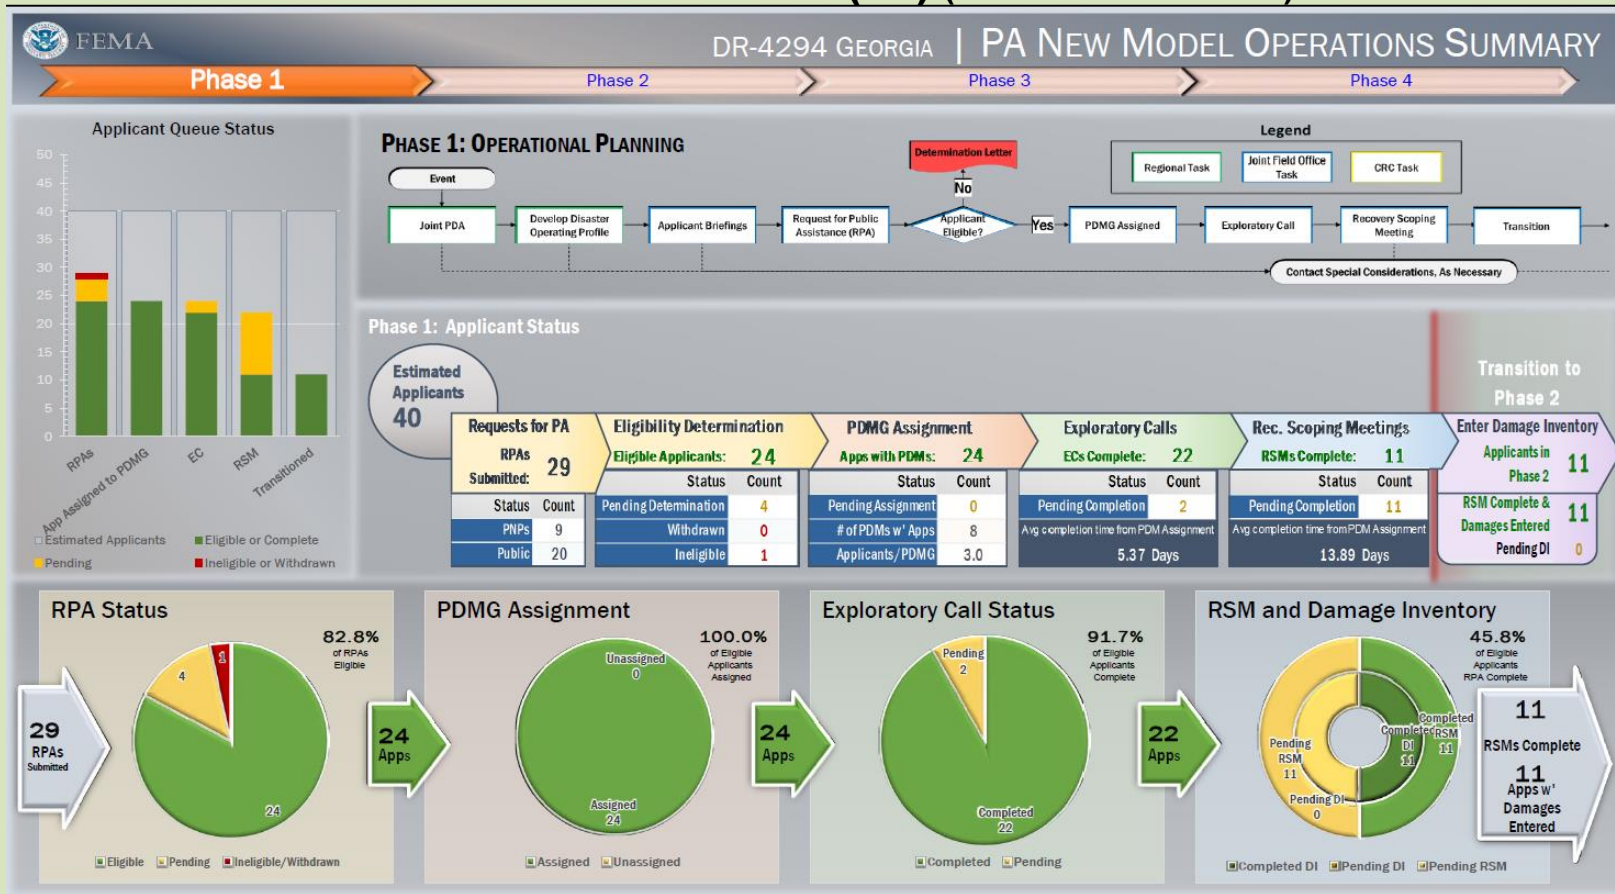 FEMA
DR-4294 GEORGIA | PA NEW MODEL OPERATIONS SUMMARY
Phase 1
Phase 2
Phase 3
Phase 4
Applicant Queue Status
50
45
40
35
30
25
20
15
10
5
0
RPAs
App Assigned to PDMG
EC
RSM
Transitioned
Estimated Applicants
Eligible or Complete
Pending
Ineligible or Withdrawn
PHASE 1: OPERATIONAL PLANNING
Event
Joint PDA
Develop Disaster
Operating Profile
Applicant Briefings
Request for Public
Assistance (RPA)
Determination Letter
No
Applicant
Eligible?
Yes
PDMG Assigned
Exploratory Call
Recovery Scoping
Meeting
Transition
Contact Special Considerations, As Necessary
Legend
Regional Task
Joint Field Office
Task
CRC Task
Phase 1: Applicant Status
Estimated
Applicants
40
Requests for PA
RPAs
Submitted:
29
Status Count
PNPs 9
Public 20
Eligibility Determination
Eligible Applicants: 24
Status Count
Pending Determination 4
Withdrawn 0
Ineligible 1
PDMG Assignment
Apps with PDMs: 24
Status Count
Pending Assignment 0
# of PDMs w' Apps 8
Applicants/PDMG 3.0
Exploratory Calls
ECs Complete: 22
Status Count
Pending Completion 2
Avg completion time from PDM Assignment
5.37 Days
Rec. Scoping Meetings
RSMs Complete: 11
Status Count
Pending Completion 11
Avg completion time from PDM Assignment
13.89 Days
Transition to
Phase 2
Enter Damage Inventory
Applicants in
Phase 2
11
RSM Complete &
Damages Entered
11
Pending DI 0
RPA Status
82.8%
of RPAs
Eligible
29
RPAs
Submitted
4
1
24
Eligible
Pending
Ineligible/Withdrawn
24
Apps
PDMG Assignment
100.0%
of Eligible
Applicants
Assigned
Unassigned
0
Assigned
24
Assigned
Unassigned
24
Apps
Exploratory Call Status
91.7%
of Eligible
Applicants
Complete
Pending
2
Completed
22
Completed
Pending
22
Apps
RSM and Damage Inventory
45.8%
of Eligible
Applicants
RPA Complete
Pending
RSM
11
Pending DI
0
Completed
DI
11
Completed
RSM
11
Completed DI
Pending DI
Pending RSM
11
RSMs Complete
11
Apps w'
Damages
Entered